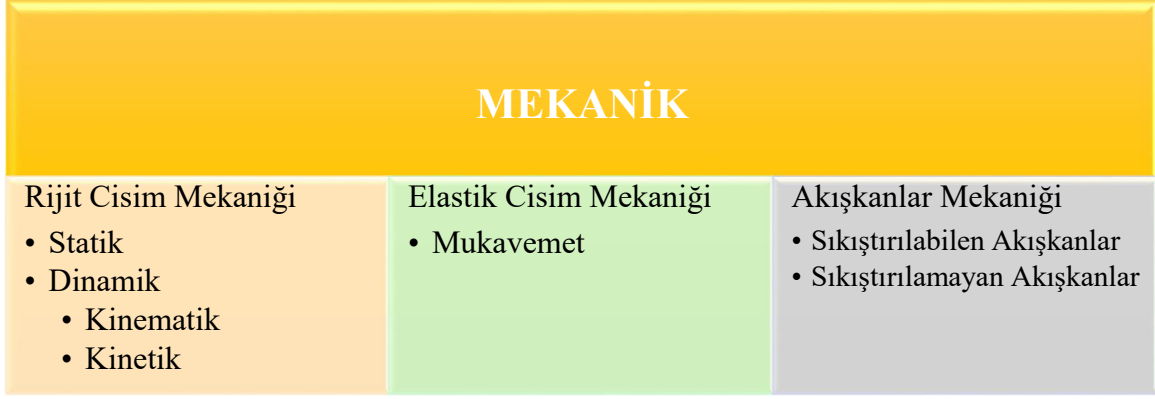 MEKANİK
Rijit Cisim Mekaniği
• Statik
• Dinamik
• Kinematik
• Kinetik
Elastik Cisim Mekaniği
• Mukavemet
Akışkanlar Mekaniği
• Sıkıştırılabilen Akışkanlar
• Sıkıştırılamayan Akışkanlar